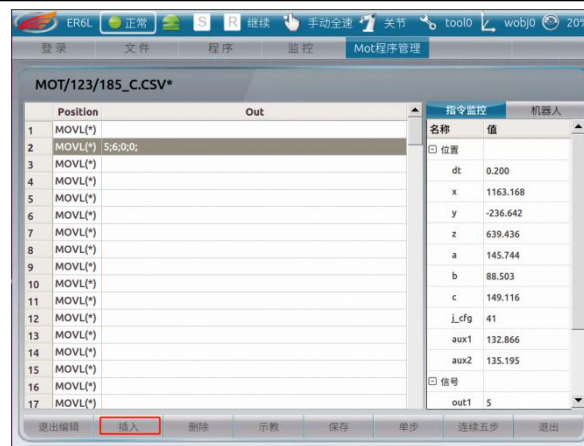 ER6L 正常 S R 继续 手动全速 关节 tool0 wobj0 20%
登录 文件 程序 监控 Mot程序管理
MOT/123/185_C.CSV*
Position Out
1 MOVL(*)
2 MOVL(*) 5;6;0;0;
3 MOVL(*)
4 MOVL(*)
5 MOVL(*)
6 MOVL(*)
7 MOVL(*)
8 MOVL(*)
9 MOVL(*)
10 MOVL(*)
11 MOVL(*)
12 MOVL(*)
13 MOVL(*)
14 MOVL(*)
15 MOVL(*)
16 MOVL(*)
17 MOVL(*)
指令监控 机器人
名称 值
位置
dt 0.200
x 1163.168
y -236.642
z 639.436
a 145.744
b 88.503
c 149.116
j_cfg 41
aux1 132.866
aux2 135.195
信号
out1 5
退出编辑 插入 删除 示教 保存 单步 连续五步 退出